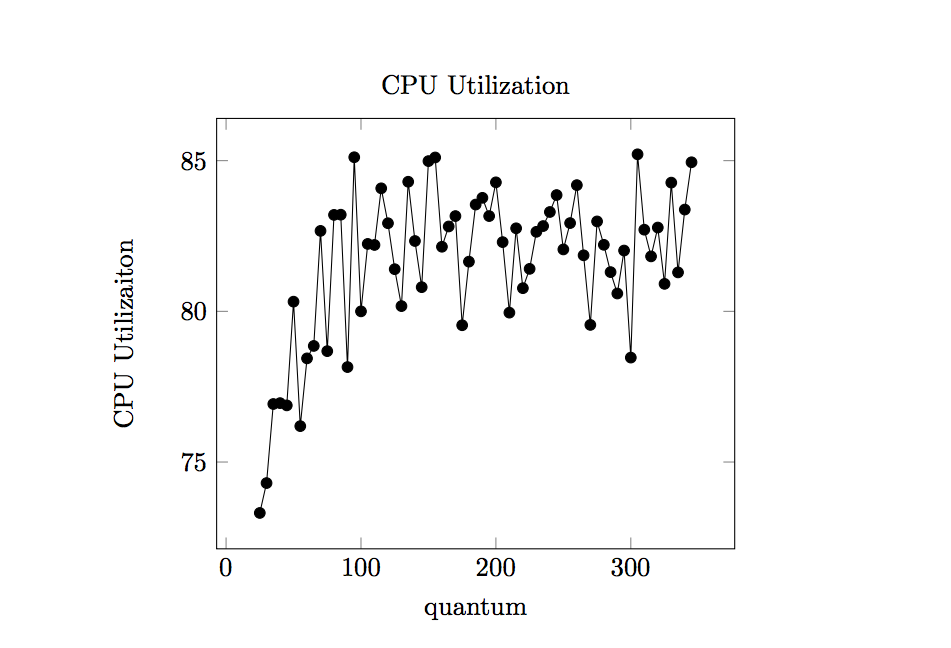 CPU Utilization
85
80
75
CPU Utilizaiton
0 100 200 300
quantum